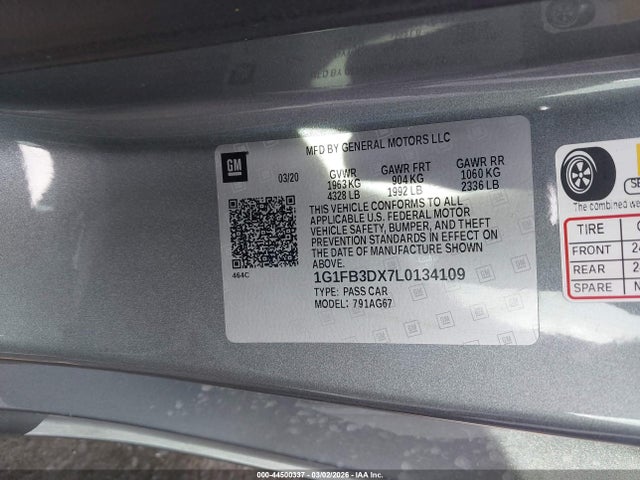 MFD BY GENERAL MOTORS LLC
GM
03/20
GVWR GAWR FRT GAWR RR
1963 KG 904 KG 1060 KG
4328 LB 1992 LB 2336 LB
THIS VEHICLE CONFORMS TO ALL
APPLICABLE U.S. FEDERAL MOTOR
VEHICLE SAFETY, BUMPER, AND THEFT
PREVENTION STANDARDS IN EFFECT ON
THE DATE OF MANUFACTURE SHOWN
ABOVE.
464C
1G1FB3DX7L0134109
TYPE: PASS CAR
MODEL: 791AG67
The combined
TIRE
FRONT
REAR
SPARE
000-44500337 - 03/02/2026 - IAA Inc.